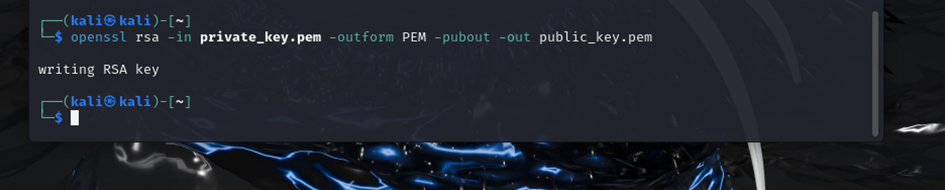 ┌──(kali㉿kali)-[~]
└─$ openssl rsa -in private_key.pem -outform PEM -pubout -out public_key.pem
writing RSA key
┌──(kali㉿kali)-[~]
└─$